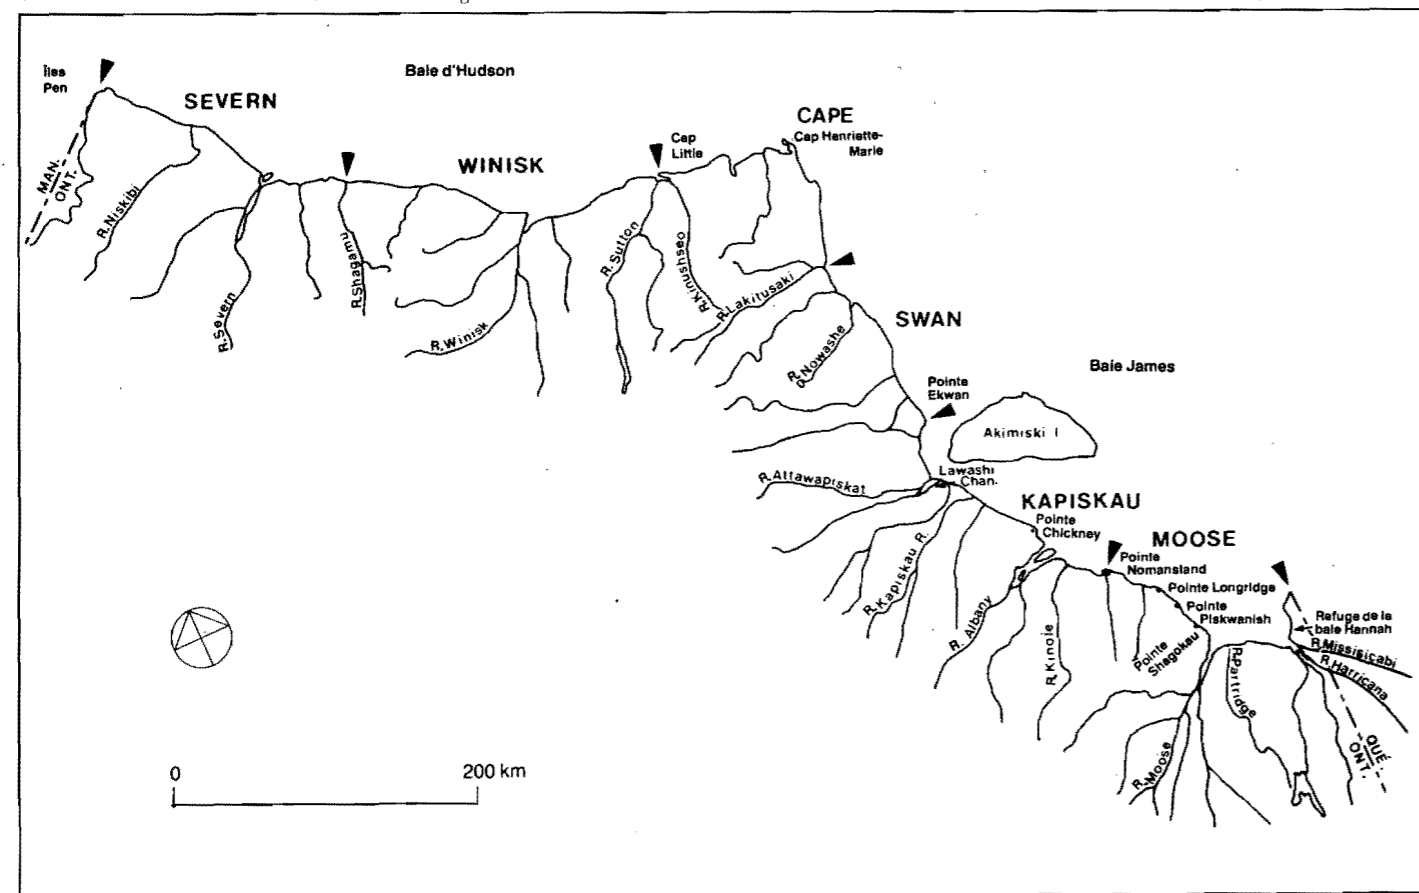 Îles
Pen
Baie d'Hudson
SEVERN
CAPE
Cap Henriette-
Marie
Cap
Little
WINISK
MAN.
ONT.
R. Niskibi
R. Severn
R. Shagamu
R. Winisk
R. Sutton
R. Kinushseo
R. Lakitusaki
SWAN
R. Nowashe
Baie James
Pointe
Ekwan
Akimiski I
R. Attawapiskat
Lawashi
Chan.
KAPISKAU
Pointe
Chickney
MOOSE
Pointe
Nomansland
Pointe Longridge
Pointe
Piskwanish
Pointe
Shegokau
Refuge de la
baie Hannah
R. Missisicabi
R. Harricana
R. Kapiskau R.
R. Albany
R. Kinoje
R. Partridge
R. Moose
QUÉ.
ONT.
0 200 km